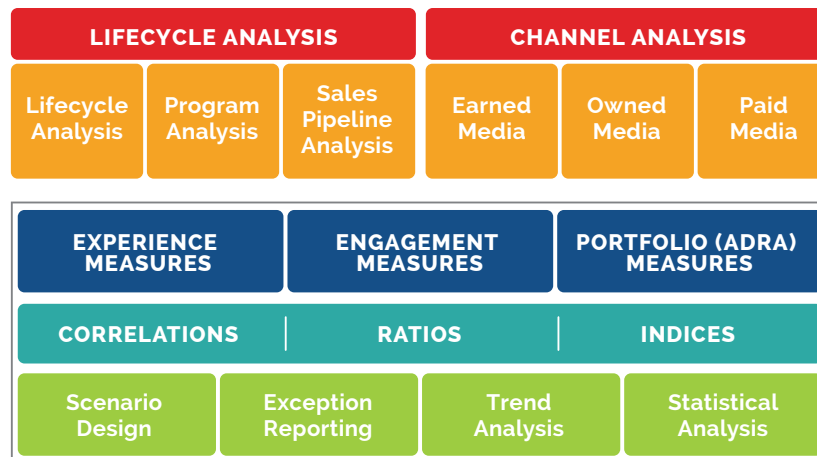 LIFECYCLE ANALYSIS
CHANNEL ANALYSIS
Lifecycle
Analysis
Program
Analysis
Sales
Pipeline
Analysis
Earned
Media
Owned
Media
Paid
Media
EXPERIENCE
MEASURES
ENGAGEMENT
MEASURES
PORTFOLIO (ADRA)
MEASURES
CORRELATIONS
RATIOS
INDICES
Scenario
Design
Exception
Reporting
Trend
Analysis
Statistical
Analysis